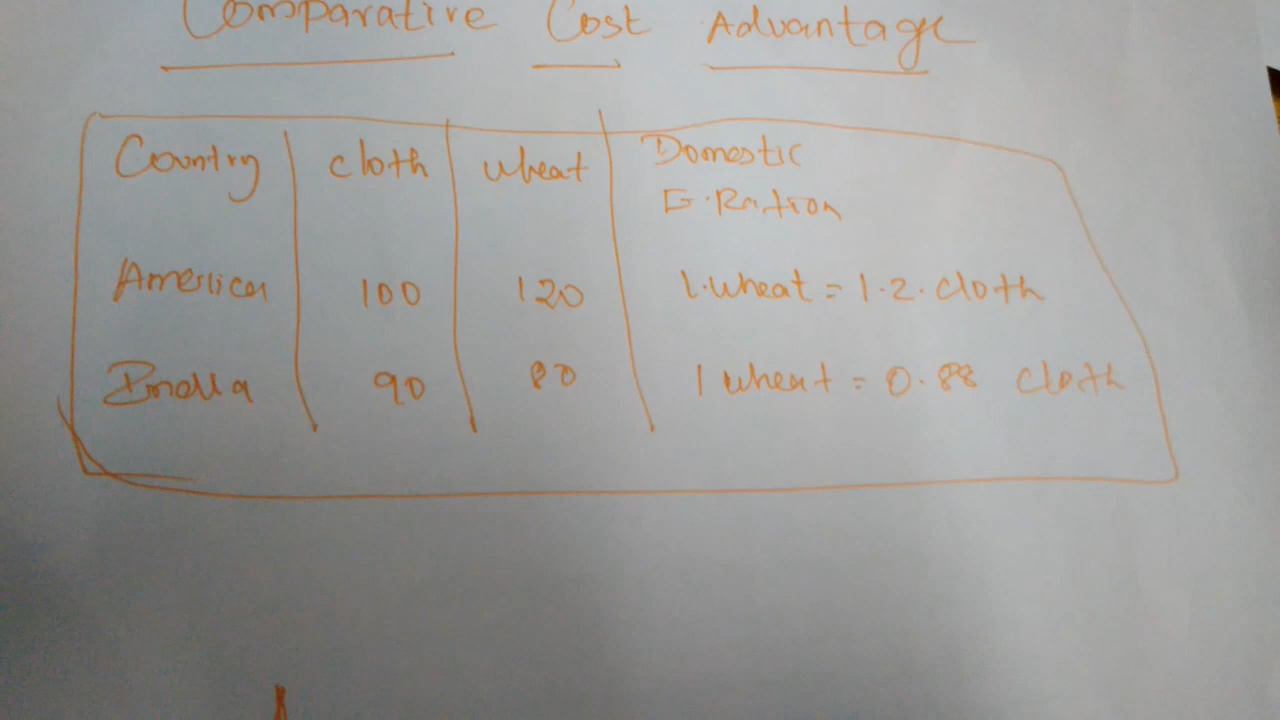 Comparative Cost Advantage
Country cloth wheat Domestic
E.Ration
America 100 120 1.wheat = 1.2.cloth
India 90 80 1 wheat = 0.88 cloth